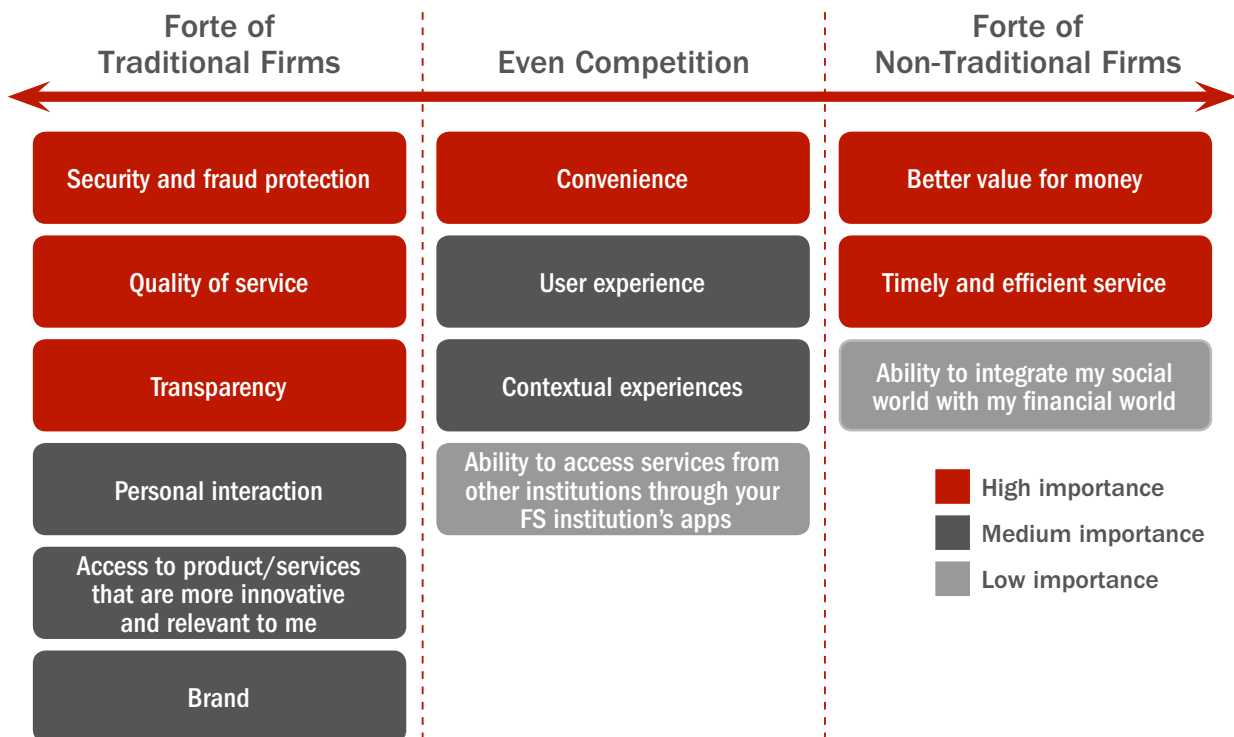 Forte of
Traditional Firms
Even Competition
Forte of
Non-Traditional Firms
Security and fraud protection
Quality of service
Transparency
Personal interaction
Access to product/services
that are more innovative
and relevant to me
Brand
Convenience
User experience
Contextual experiences
Ability to access services from
other institutions through your
FS institution’s apps
Better value for money
Timely and efficient service
Ability to integrate my social
world with my financial world
High importance
Medium importance
Low importance